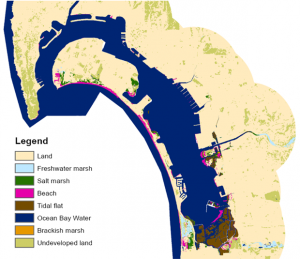 Legend
Land
Freshwater marsh
Salt marsh
Beach
Tidal flat
Ocean Bay Water
Brackish marsh
Undeveloped land